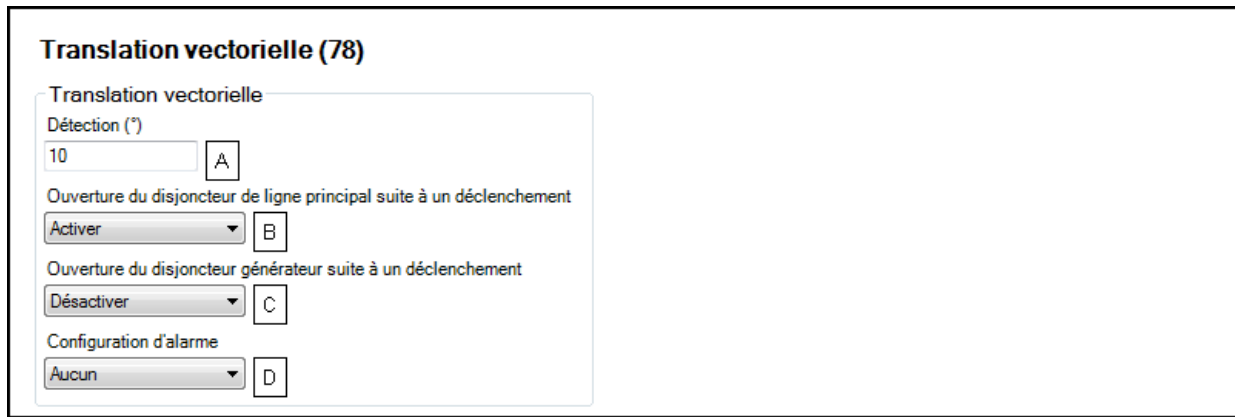 Translation vectorielle (78)
Translation vectorielle
Détection (°)
10
A
Ouverture du disjoncteur de ligne principal suite à un déclenchement
Activer
B
Ouverture du disjoncteur générateur suite à un déclenchement
Désactiver
C
Configuration d'alarme
Aucun
D